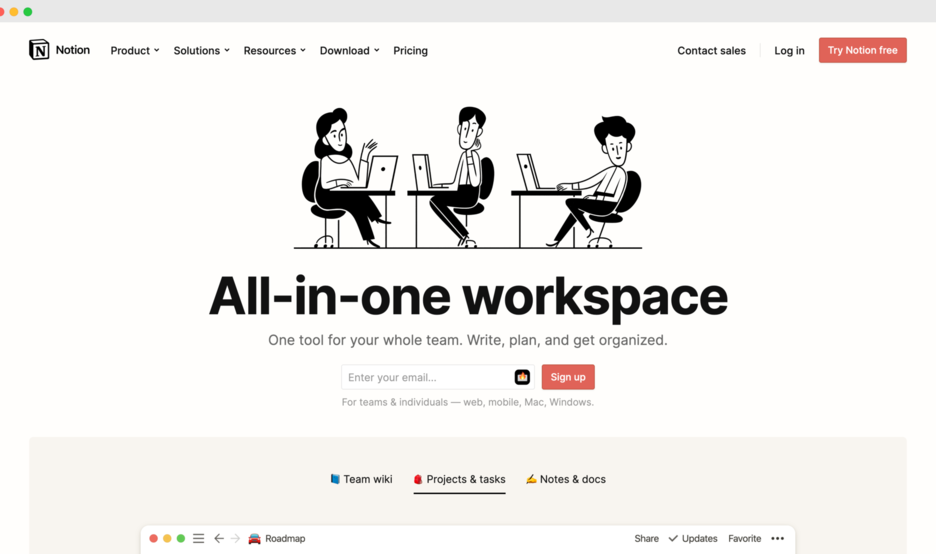 Notion Product Solutions Resources Download Pricing Contact sales Log in Try Notion free
All-in-one workspace
One tool for your whole team. Write, plan, and get organized.
Enter your email... Sign up
For teams & individuals — web, mobile, Mac, Windows.
📘 Team wiki 🎒 Projects & tasks ✍️ Notes & docs
🚘 Roadmap Share ✓ Updates Favorite •••